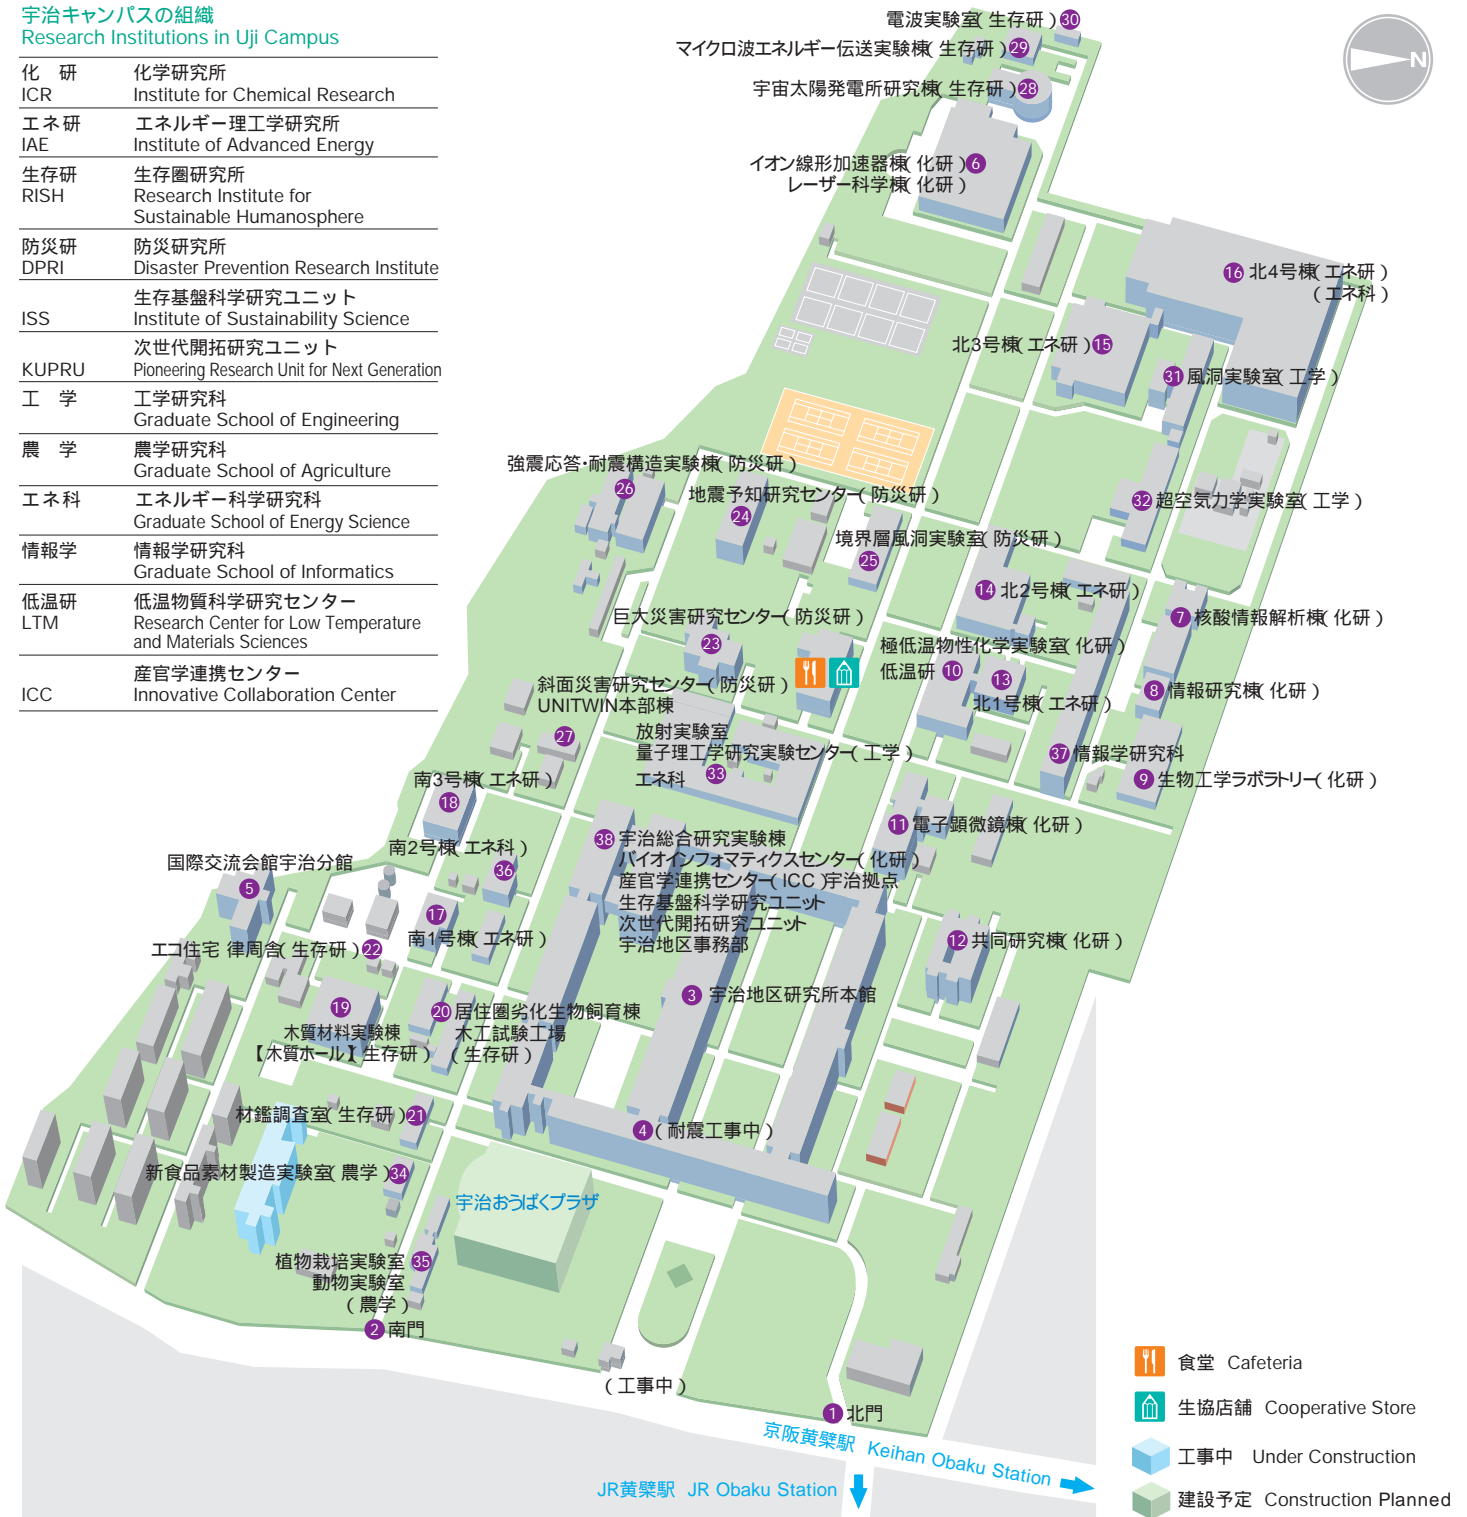 宇治キャンパスの組織
Research Institutions in Uji Campus
化 研 化学研究所
ICR Institute for Chemical Research
エネ研 エネルギー理工学研究所
IAE Institute of Advanced Energy
生存研 生存圏研究所
RISH Research Institute for
Sustainable Humanosphere
防災研 防災研究所
DPRI Disaster Prevention Research Institute
生存基盤科学研究ユニット
ISS Institute of Sustainability Science
次世代開拓研究ユニット
KUPRU Pioneering Research Unit for Next Generation
工 学 工学研究科
Graduate School of Engineering
農 学 農学研究科
Graduate School of Agriculture
エネ科 エネルギー科学研究科
Graduate School of Energy Science
情報学 情報学研究科
Graduate School of Informatics
低温研 低温物質科学研究センター
LTM Research Center for Low Temperature
and Materials Sciences
産官学連携センター
ICC Innovative Collaboration Center
N
電波実験室(生存研) 30
マイクロ波エネルギー伝送実験棟(生存研) 29
宇宙太陽発電所研究棟(生存研) 28
イオン線形加速器棟(化研) 6
レーザー科学棟(化研)
16 北4号棟(エネ研)
(エネ科)
北3号棟(エネ研) 15
31 風洞実験室(工学)
強震応答・耐震構造実験棟(防災研)
26
地震予知研究センター(防災研)
24
32 超空気力学実験室(工学)
境界層風洞実験室(防災研)
25
14 北2号棟(エネ研)
7 核酸情報解析棟(化研)
巨大災害研究センター(防災研)
23
極低温物性化学実験室(化研)
低温研 10
13
北1号棟(エネ研)
8 情報研究棟(化研)
斜面災害研究センター(防災研)
UNITWIN本部棟
27
放射実験室
量子理工学研究実験センター(工学)
エネ科 33
37 情報学研究科
9 生物工学ラボラトリー(化研)
南3号棟(エネ研)
18
11 電子顕微鏡棟(化研)
38 宇治総合研究実験棟
バイオインフォマティクスセンター(化研)
産官学連携センター(ICC)宇治拠点
生存基盤科学研究ユニット
次世代開拓研究ユニット
宇治地区事務部
南2号棟(エネ科)
36
国際交流会館宇治分館
5
17
南1号棟(エネ研)
エコ住宅 律周舎(生存研) 22
12 共同研究棟(化研)
3 宇治地区研究所本館
19
木質材料実験棟
【木質ホール】生存研)
20 居住圏劣化生物飼育棟
木工試験工場
(生存研)
材鑑調査室(生存研) 21
4 (耐震工事中)
新食品素材製造実験室(農学) 34
宇治おうばくプラザ
植物栽培実験室 35
動物実験室
(農学)
2 南門
(工事中)
1 北門
京阪黄檗駅 Keihan Obaku Station
JR黄檗駅 JR Obaku Station
食堂 Cafeteria
生協店舗 Cooperative Store
工事中 Under Construction
建設予定 Construction Planned